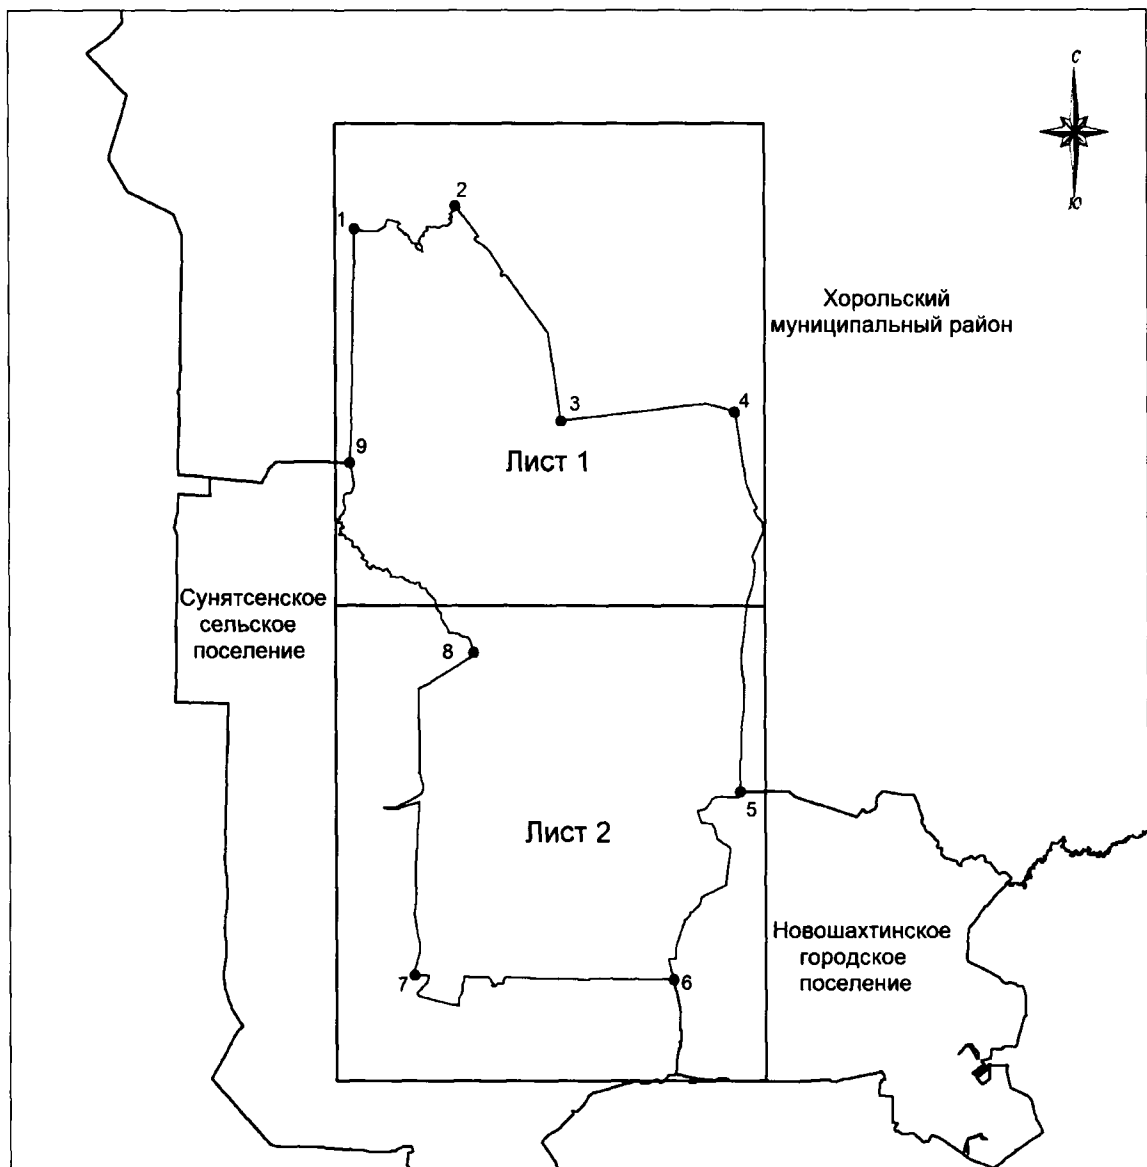 С
Ю
1
2
Хорольский
муниципальный район
3
4
9
Лист 1
Сунятсенское
сельское
поселение
8
5
Лист 2
Новошахтинское
городское
поселение
7
6